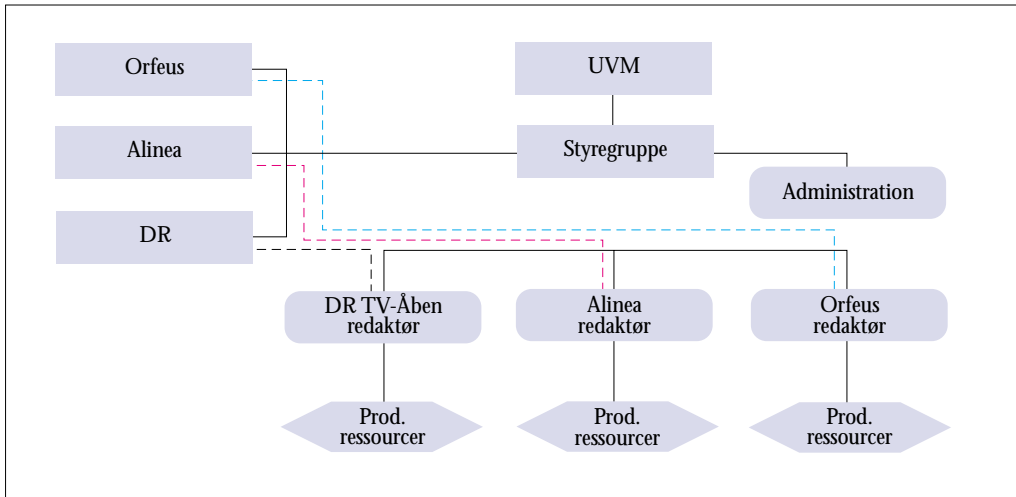 Orfeus
UVM
Alinea
Styregruppe
Administration
DR
DR TV-Åben
redaktør
Alinea
redaktør
Orfeus
redaktør
Prod.
ressourcer
Prod.
ressourcer
Prod.
ressourcer